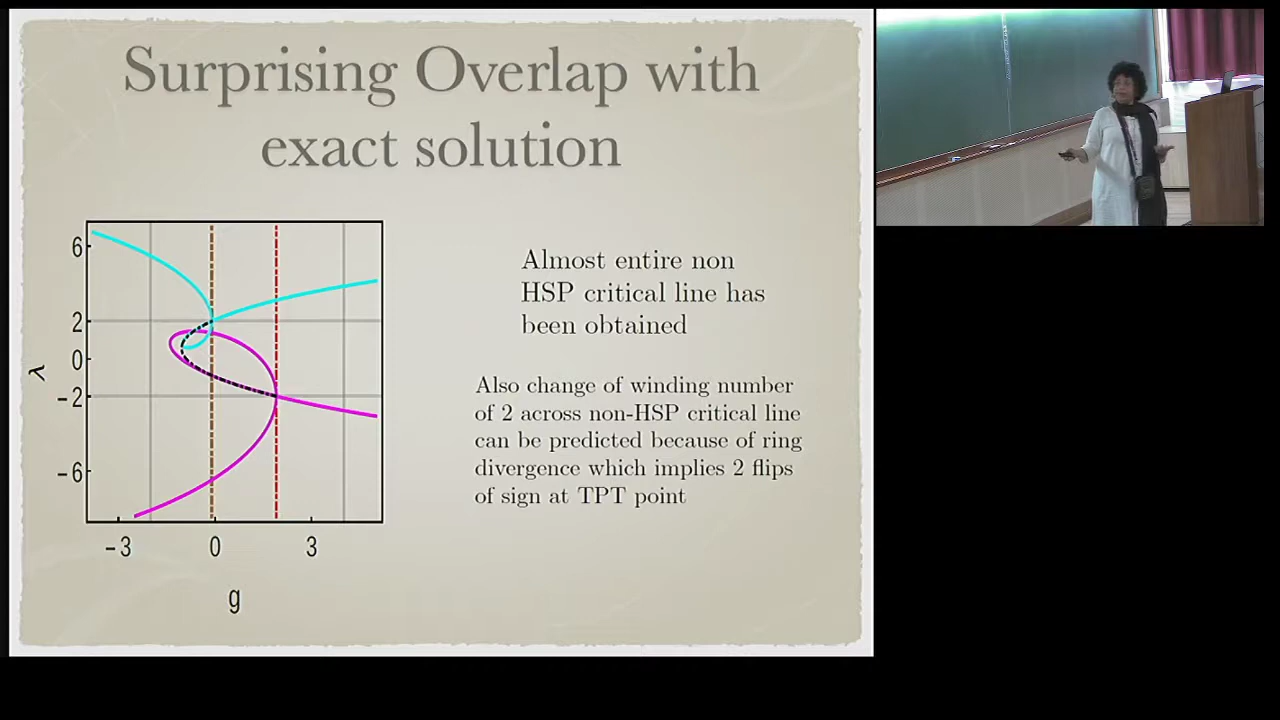 Surprising Overlap with
exact solution
6
2
0
−2
−6
λ
−3
0
3
g
Almost entire non
HSP critical line has
been obtained
Also change of winding number
of 2 across non-HSP critical line
can be predicted because of ring
divergence which implies 2 flips
of sign at TPT point